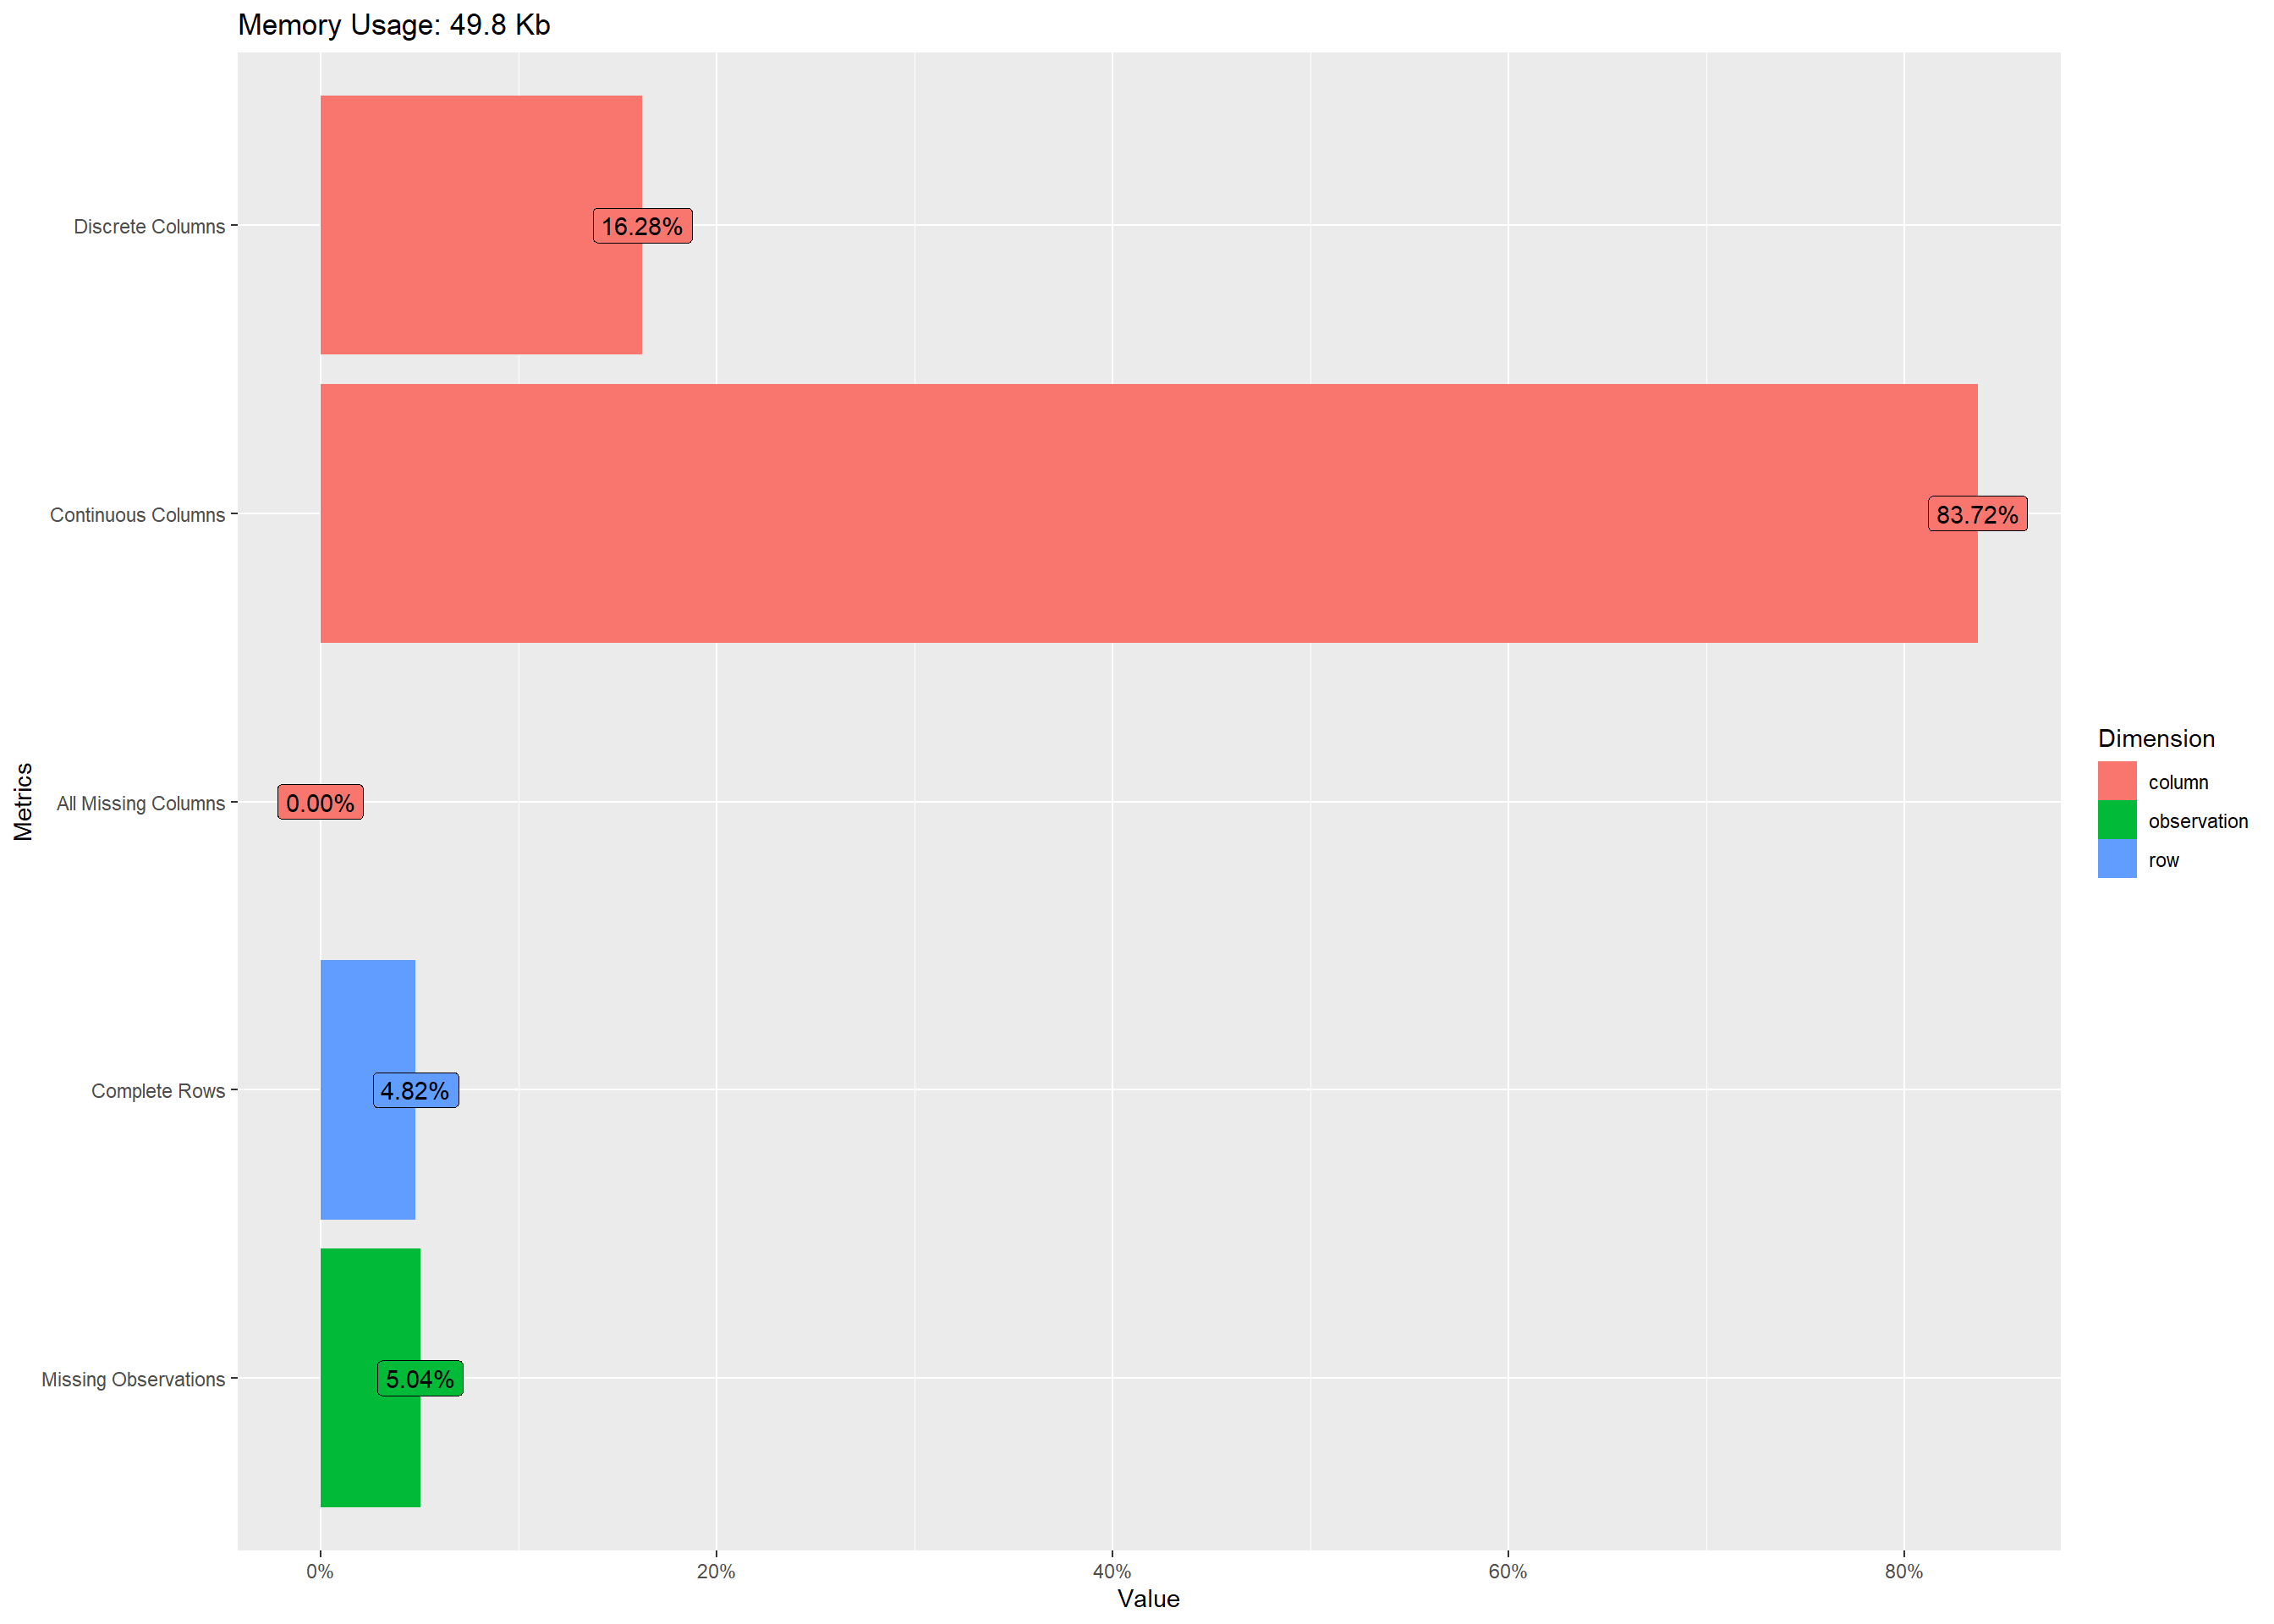 Memory Usage: 49.8 Kb
Metrics
Discrete Columns
16.28%
Continuous Columns
83.72%
All Missing Columns
0.00%
Complete Rows
4.82%
Missing Observations
5.04%
0%
20%
40%
60%
80%
Value
Dimension
column
observation
row